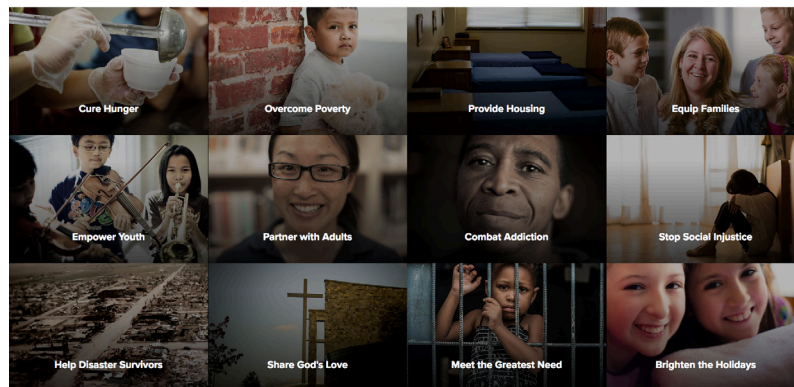 Cure Hunger
Overcome Poverty
Provide Housing
Equip Families
Empower Youth
Partner with Adults
Combat Addiction
Stop Social Injustice
Help Disaster Survivors
Share God's Love
Meet the Greatest Need
Brighten the Holidays